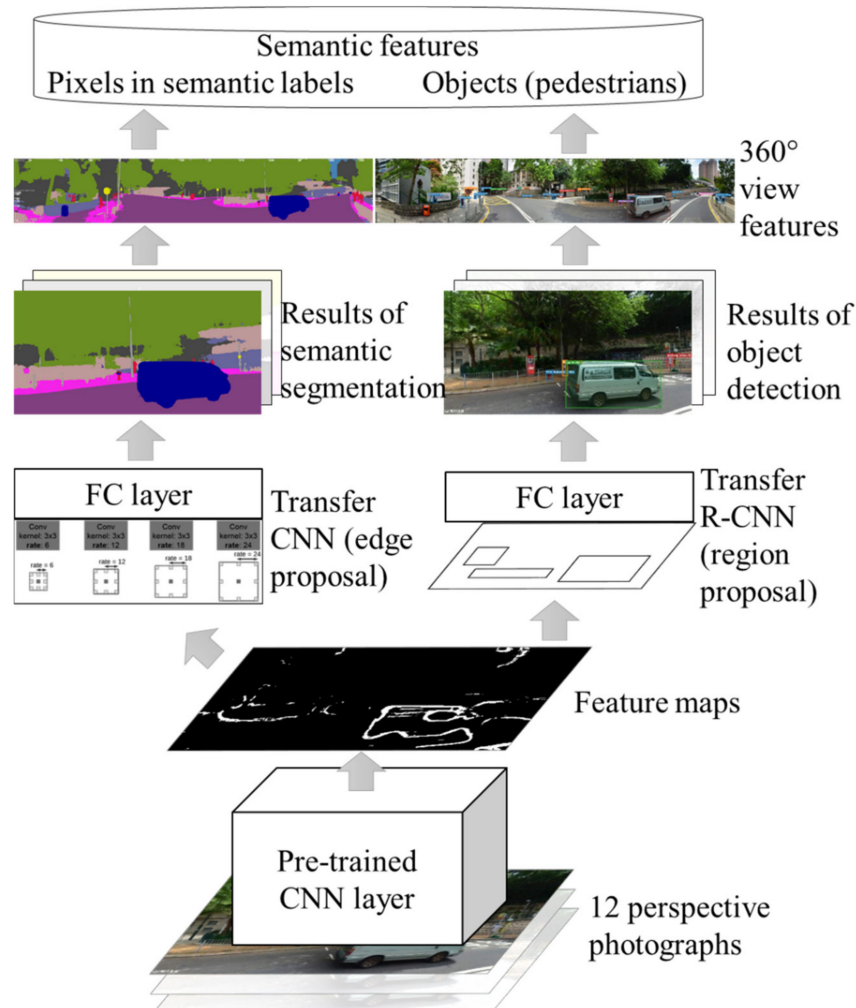 Semantic features
Pixels in semantic labels
Objects (pedestrians)
360°
view
features
Results of
semantic
segmentation
Results of
object
detection
FC layer
FC layer
Transfer
CNN (edge
proposal)
Transfer
R-CNN
(region
proposal)
Conv
kernel: 3x3
rate: 6
Conv
kernel: 3x3
rate: 12
Conv
kernel: 3x3
rate: 18
Conv
kernel: 3x3
rate: 24
rate = 6
rate = 12
rate = 18
rate = 24
Feature maps
Pre-trained
CNN layer
12 perspective
photographs